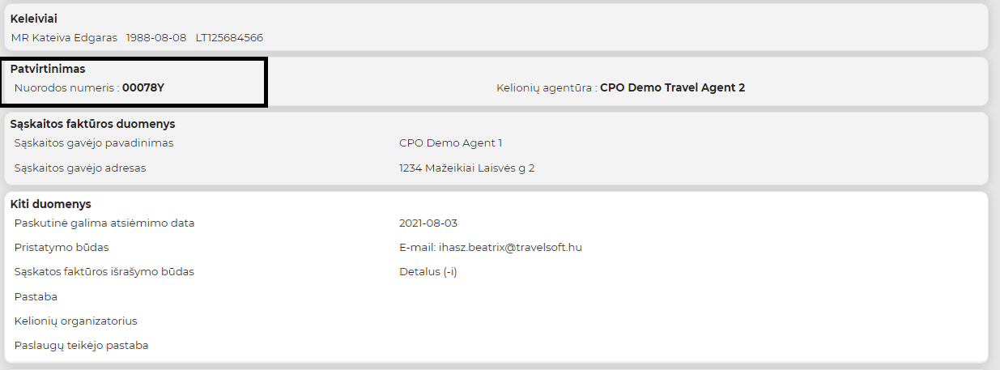 Keleiviai
MR Kateiva Edgaras 1988-08-08 LT125684566
Patvirtinimas
Nuorodos numeris : 00078Y Kelionių agentūra : CPO Demo Travel Agent 2
Sąskaitos faktūros duomenys
Sąskaitos gavėjo pavadinimas CPO Demo Agent 1
Sąskaitos gavėjo adresas 1234 Mažeikiai Laisvės g 2
Kiti duomenys
Paskutinė galima atsiėmimo data 2021-08-03
Pristatymo būdas E-mail: ihasz.beatrix@travelsoft.hu
Sąskatos faktūros išrašymo būdas Detalus (-i)
Pastaba
Kelionių organizatorius
Paslaugų teikėjo pastaba